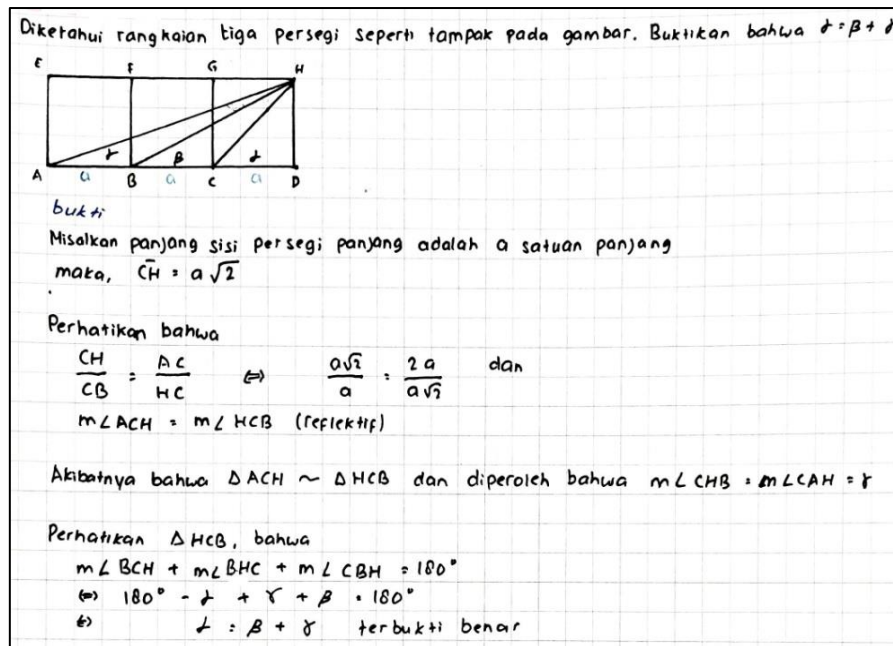 Diketahui rangkaian tiga persegi seperti tampak pada gambar. Buktikan bahwa α = β + γ
E F G H
γ β α
A a B a C a D
bukti
Misalkan panjang sisi persegi panjang adalah a satuan panjang
maka, C̄H̄ = a√2
Perhatikan bahwa
CH/CB = AC/HC ⇔ a√2/a = 2a/a√2 dan
m∠ACH = m∠HCB (reflektif)
Akibatnya bahwa ΔACH ~ ΔHCB dan diperoleh bahwa m∠CHB = m∠CAH = γ
Perhatikan ΔHCB, bahwa
m∠BCH + m∠BHC + m∠CBH = 180°
⇔ 180° - α + γ + β = 180°
⇔ α = β + γ terbukti benar